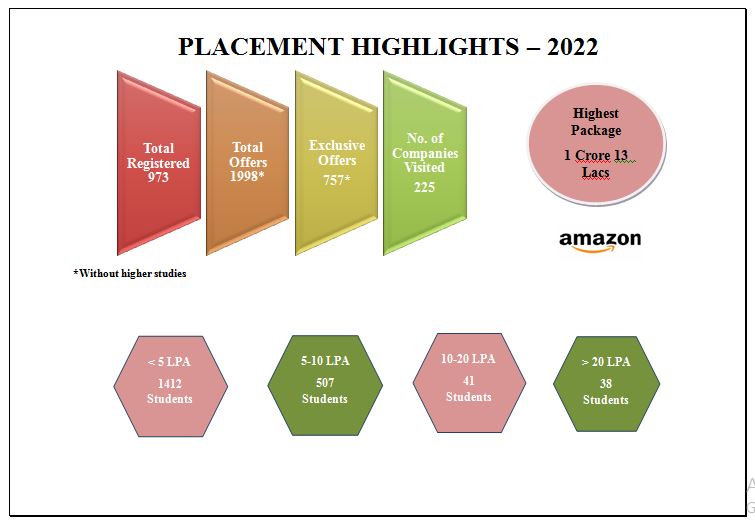 PLACEMENT HIGHLIGHTS – 2022
Total
Registered
973
Total
Offers
1998*
Exclusive
Offers
757*
No. of
Companies
Visited
225
Highest
Package
1 Crore 13
Lacs
amazon
*Without higher studies
< 5 LPA
1412
Students
5-10 LPA
507
Students
10-20 LPA
41
Students
> 20 LPA
38
Students